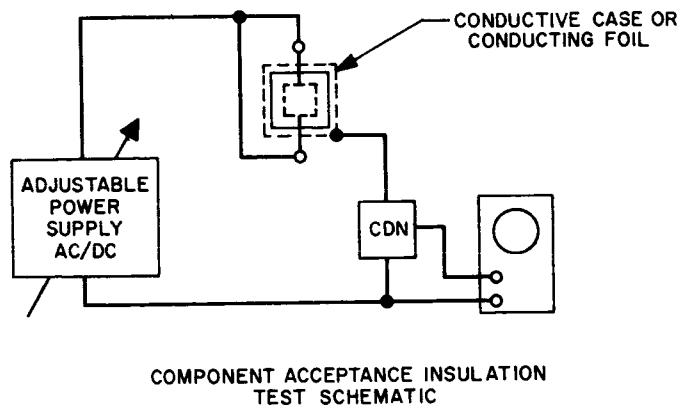 CONDUCTIVE CASE OR
CONDUCTING FOIL
ADJUSTABLE
POWER
SUPPLY
AC/DC
CDN
COMPONENT ACCEPTANCE INSULATION
TEST SCHEMATIC